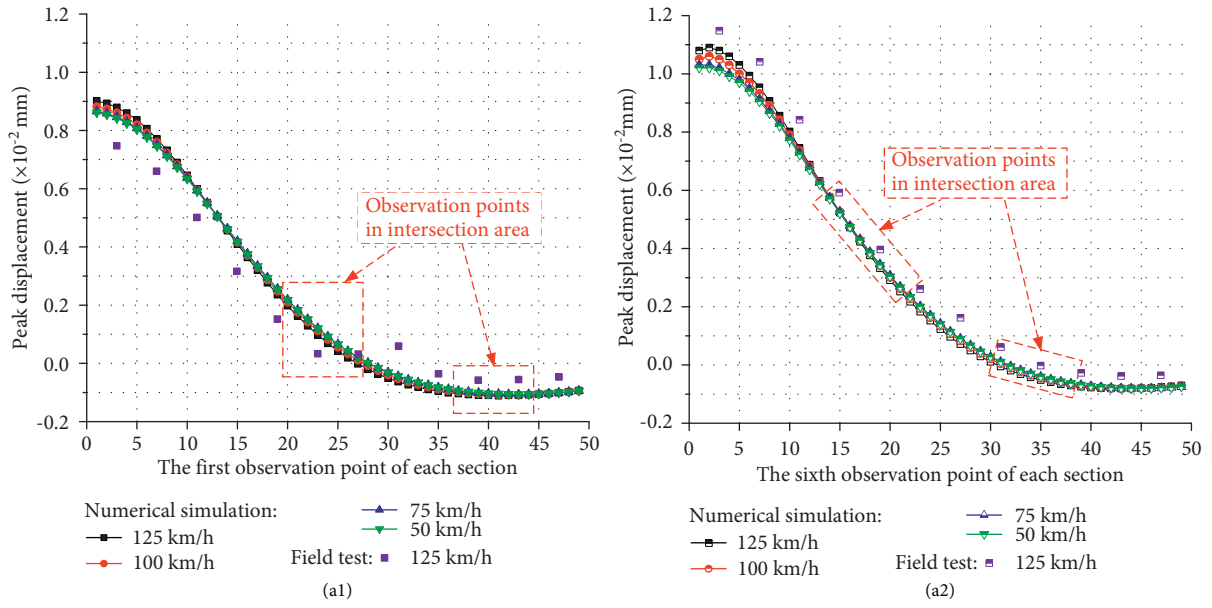 1.2
1.0
0.8
0.6
0.4
0.2
0.0
-0.2
Peak displacement (×10⁻² mm)
Observation points
in intersection area
0 5 10 15 20 25 30 35 40 45 50
The first observation point of each section
Numerical simulation:
125 km/h
100 km/h
75 km/h
50 km/h
Field test: 125 km/h
(a1)
1.2
1.0
0.8
0.6
0.4
0.2
0.0
-0.2
Peak displacement (×10⁻² mm)
Observation points
in intersection area
0 5 10 15 20 25 30 35 40 45 50
The sixth observation point of each section
Numerical simulation:
125 km/h
100 km/h
75 km/h
50 km/h
Field test: 125 km/h
(a2)